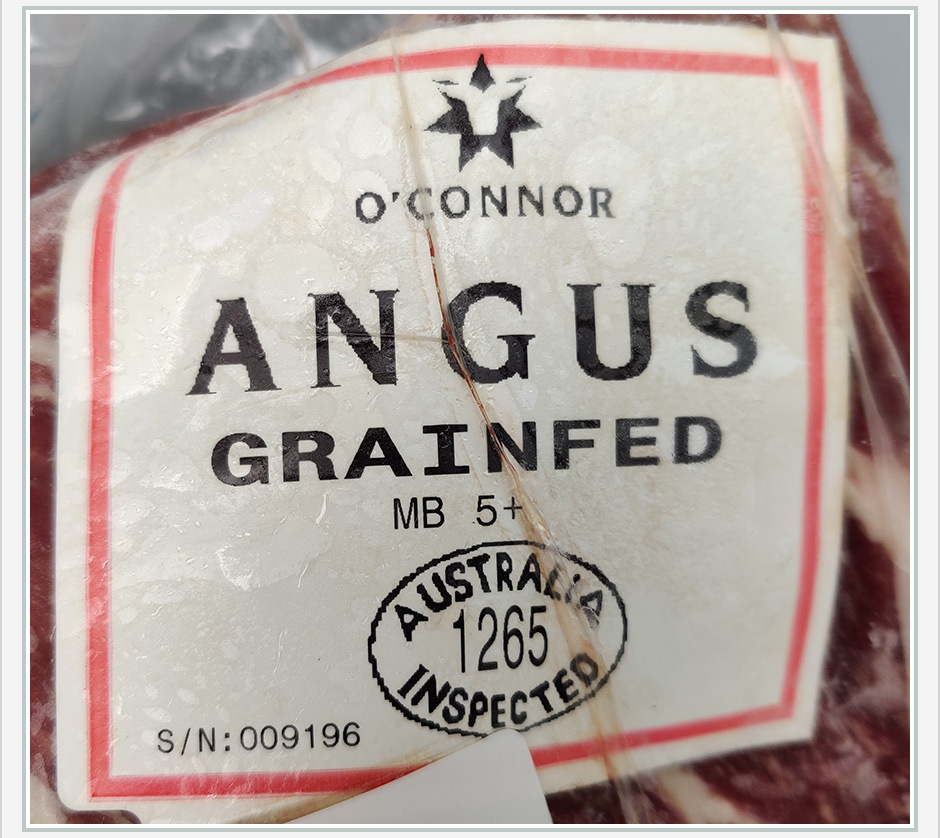 O'CONNOR
ANGUS
GRAINFED
MB 5+
AUSTRALIA
1265
INSPECTED
S/N:009196